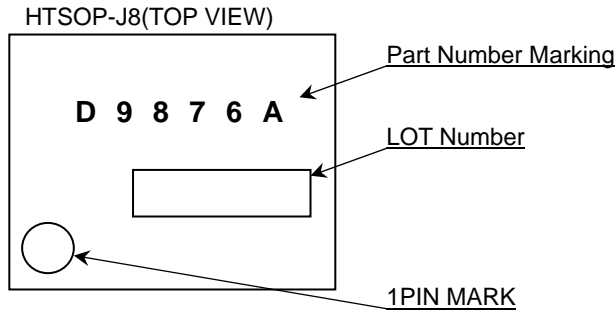 HTSOP-J8(TOP VIEW)
Part Number Marking
D 9 8 7 6 A
LOT Number
1PIN MARK